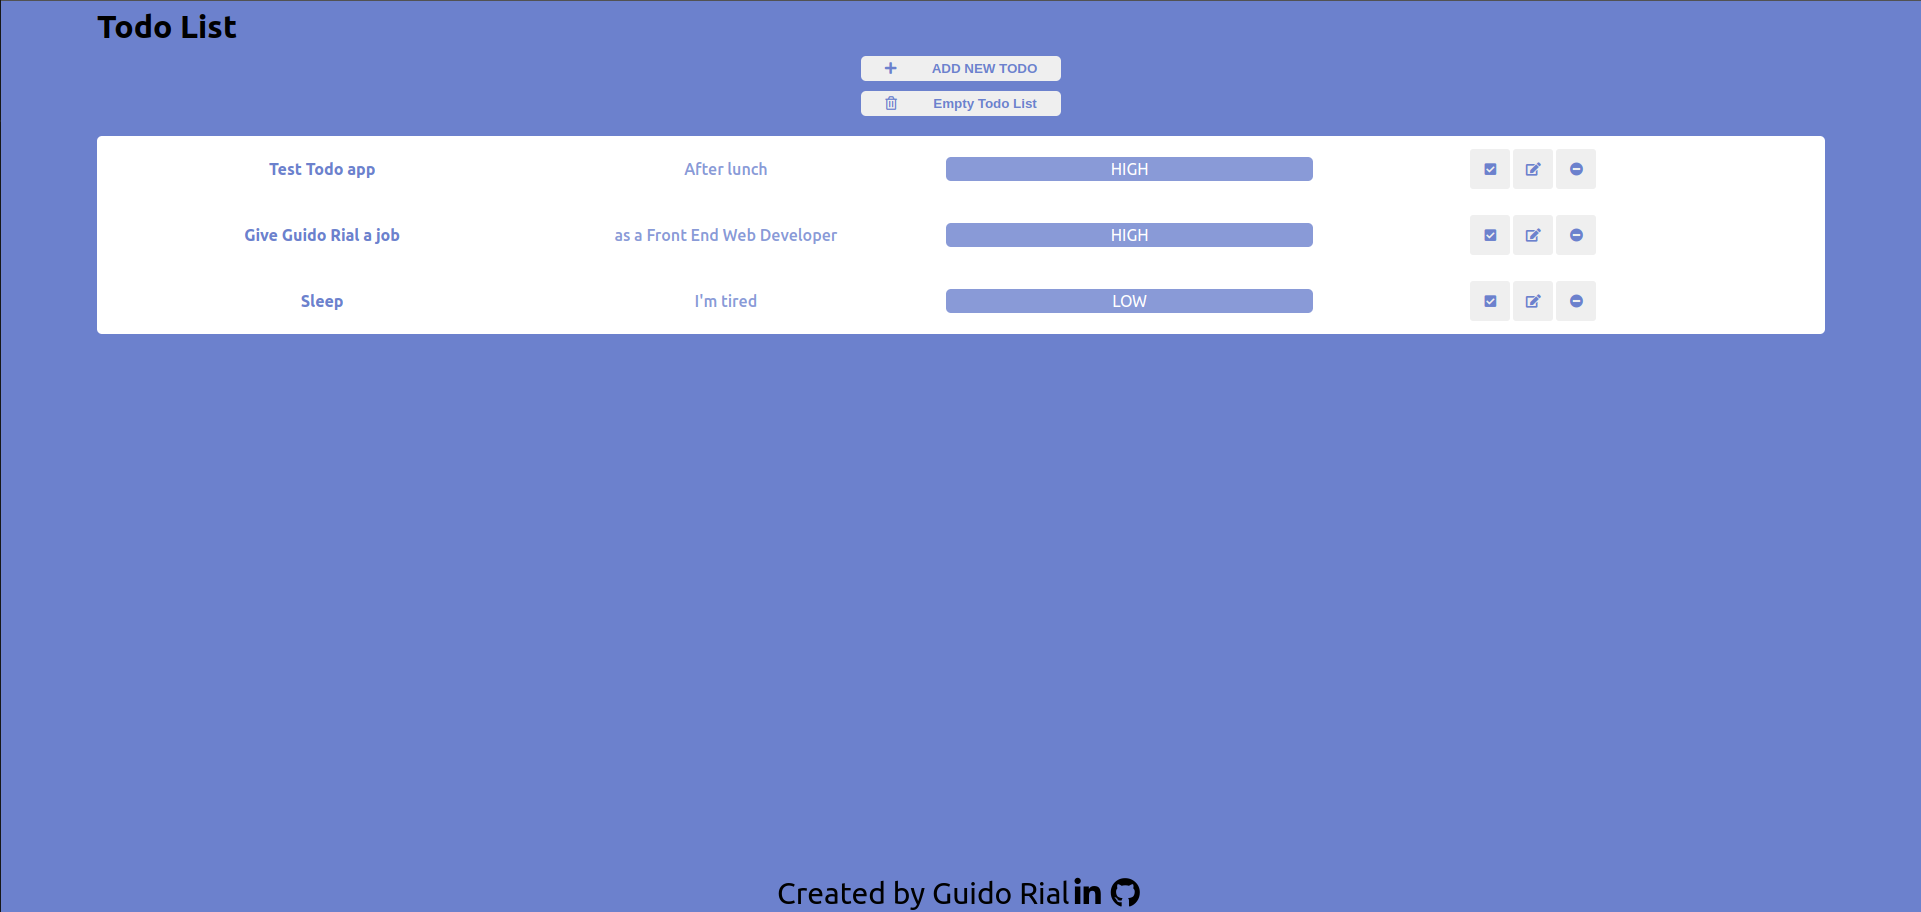 Todo List
ADD NEW TODO
Empty Todo List
Test Todo app After lunch HIGH
Give Guido Rial a job as a Front End Web Developer HIGH
Sleep I'm tired LOW
Created by Guido Rial in